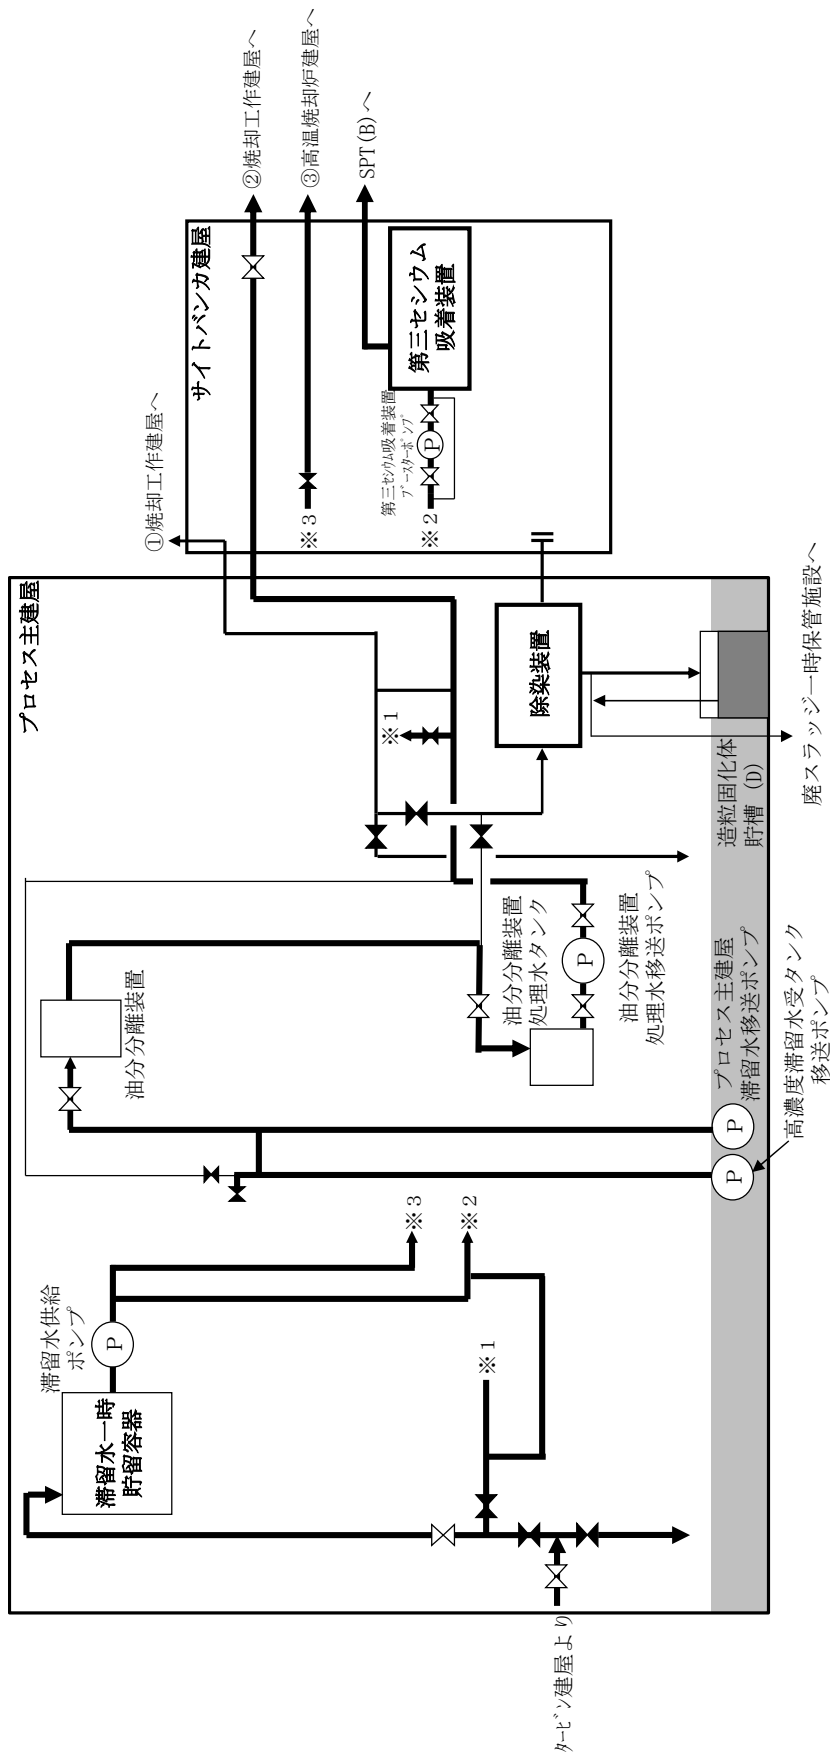 ②焼却工作建屋へ
③高温焼却炉建屋へ
SPT(B)へ
サイトバンカ建屋
第三セシウム
吸着装置
第三セシウム吸着装置
ブースターポンプ
P
※3
※2
①焼却工作建屋へ
プロセス主建屋
※1
除染装置
廃スラッジ一時保管施設へ
造粒固化体
貯槽 (D)
油分分離装置
油分分離装置
処理水タンク
P
油分分離装置
処理水移送ポンプ
プロセス主建屋
滞留水移送ポンプ
P
高濃度滞留水受タンク
移送ポンプ
P
※3
※2
滞留水供給
ポンプ
P
滞留水一時
貯留容器
※1
タービン建屋より